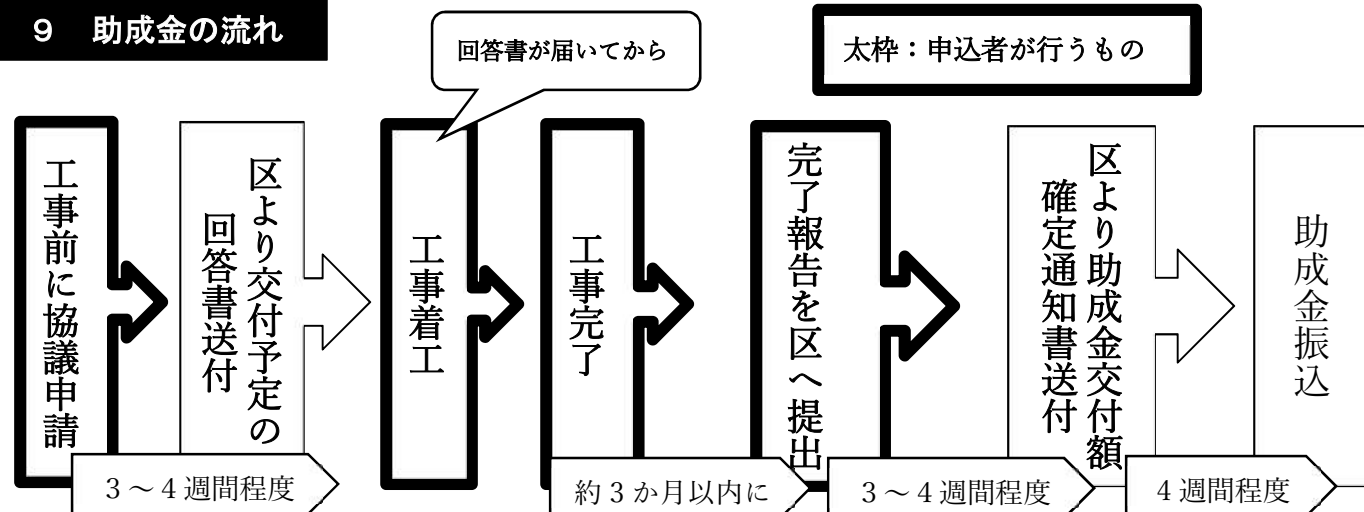 9 助成金の流れ
回答書が届いてから
太枠：申込者が行うもの
工事前に協議申請
区より交付予定の
回答書送付
工事着工
工事完了
完了報告を区へ提出
区より助成金交付額
確定通知書送付
助成金振込
3～4週間程度
約3か月以内に
3～4週間程度
4週間程度